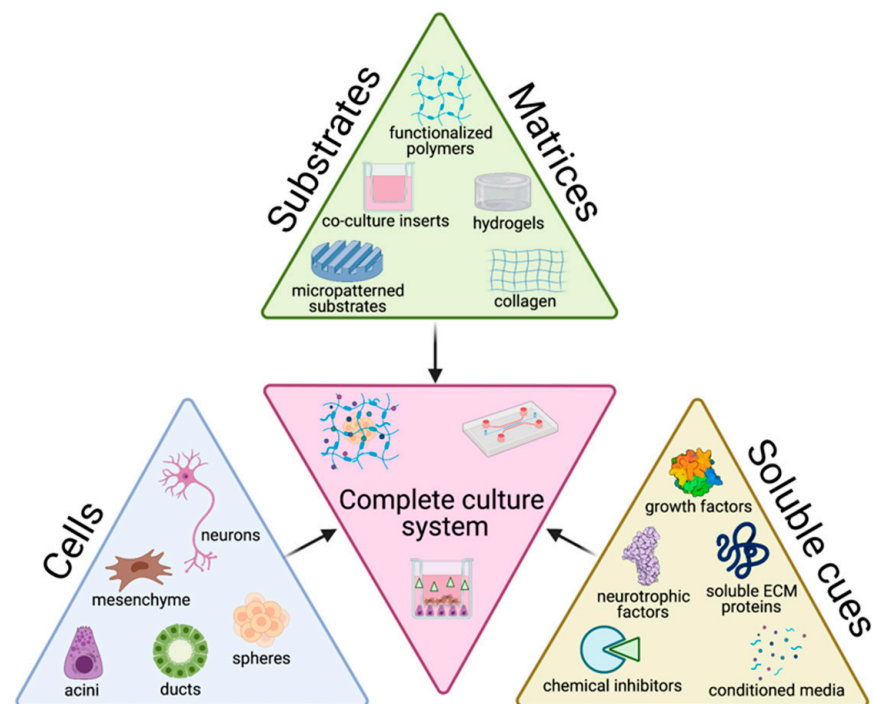 Substrates
Matrices
functionalized
polymers
co-culture inserts
hydrogels
micropatterned
substrates
collagen
Complete culture
system
Cells
neurons
mesenchyme
spheres
acini
ducts
Soluble cues
growth factors
neurotrophic
factors
soluble ECM
proteins
chemical inhibitors
conditioned media